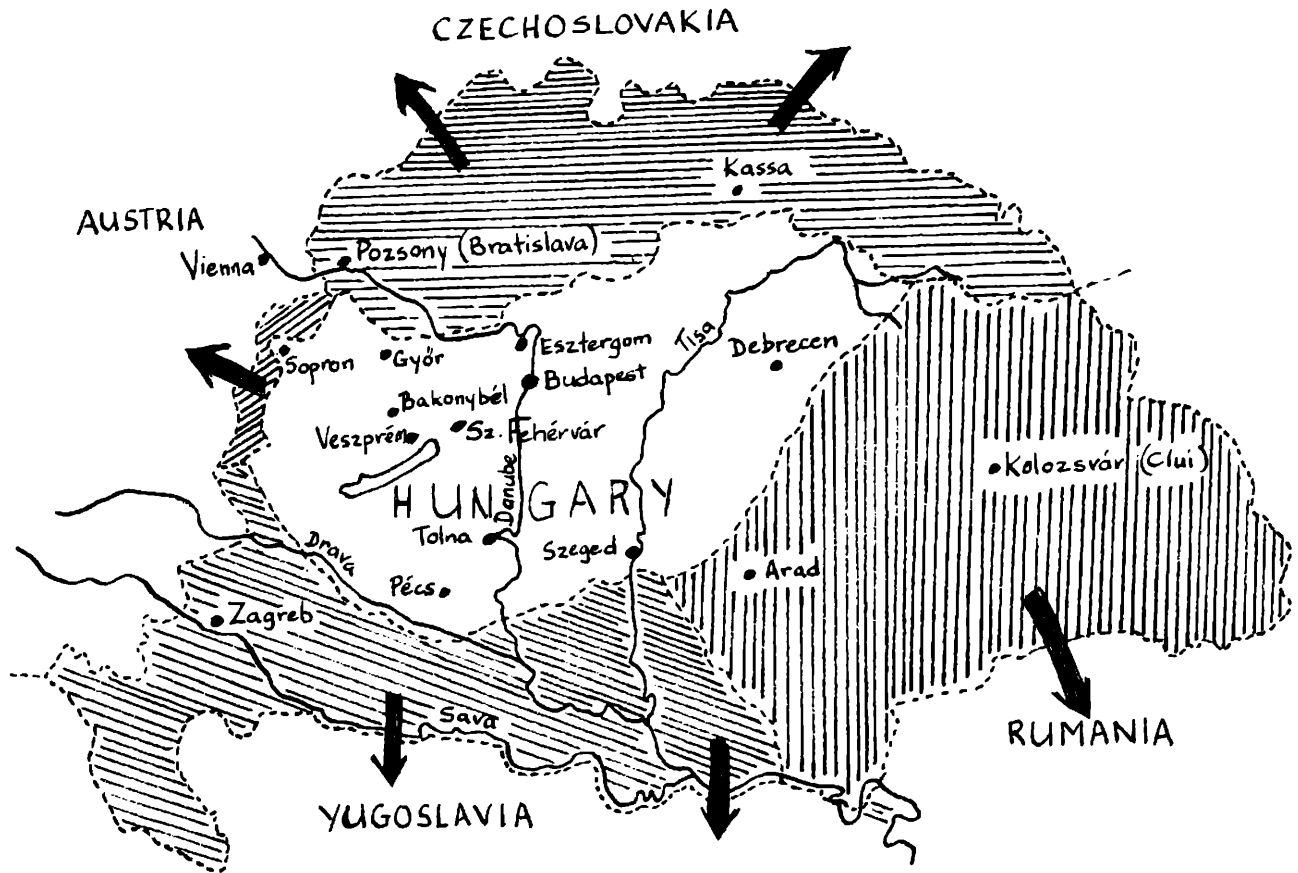 CZECHOSLOVAKIA
Kassa
AUSTRIA
Vienna
Pozsony (Bratislava)
Tisa
Sopron
Győr
Esztergom
Debrecen
Budapest
Bakonybél
Veszprém
Sz. Fehérvár
Kolozsvár (Clui)
Danube
HUNGARY
Tolna
Szeged
Drava
Arad
Pécs
Zagreb
Sava
RUMANIA
YUGOSLAVIA